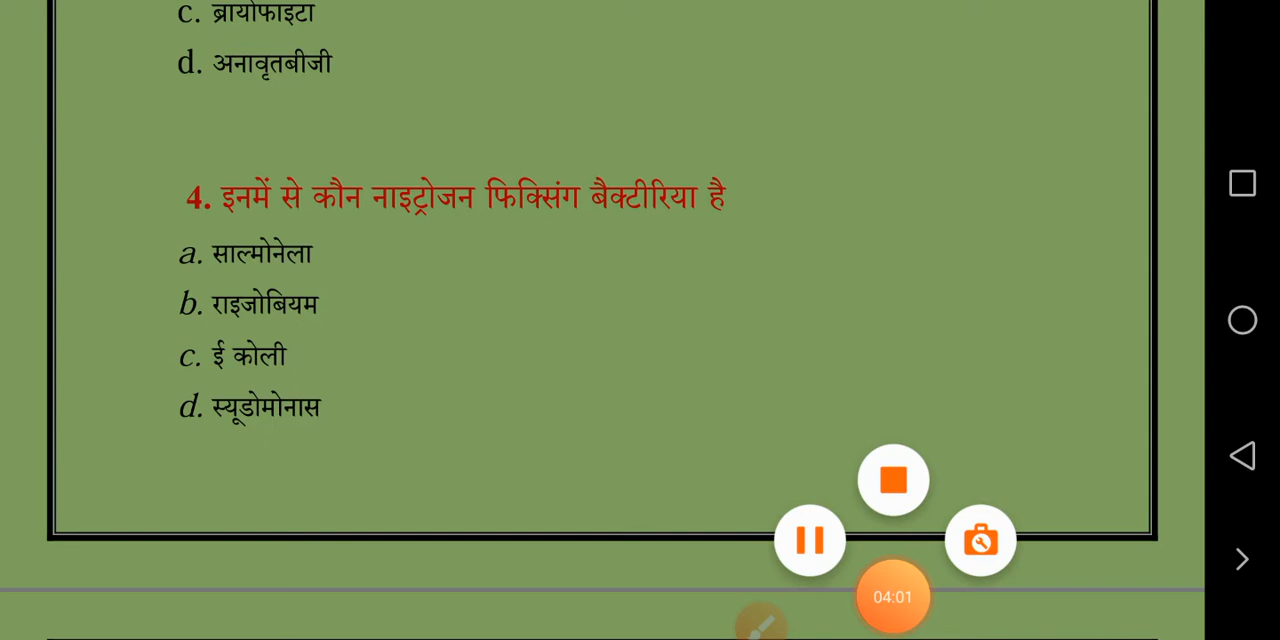 c. ब्रायोफाइटा
d. अनावृतबीजी
4. इनमें से कौन नाइट्रोजन फिक्सिंग बैक्टीरिया है
a. साल्मोनेला
b. राइजोबियम
c. ई कोली
d. स्यूडोमोनास
04:01